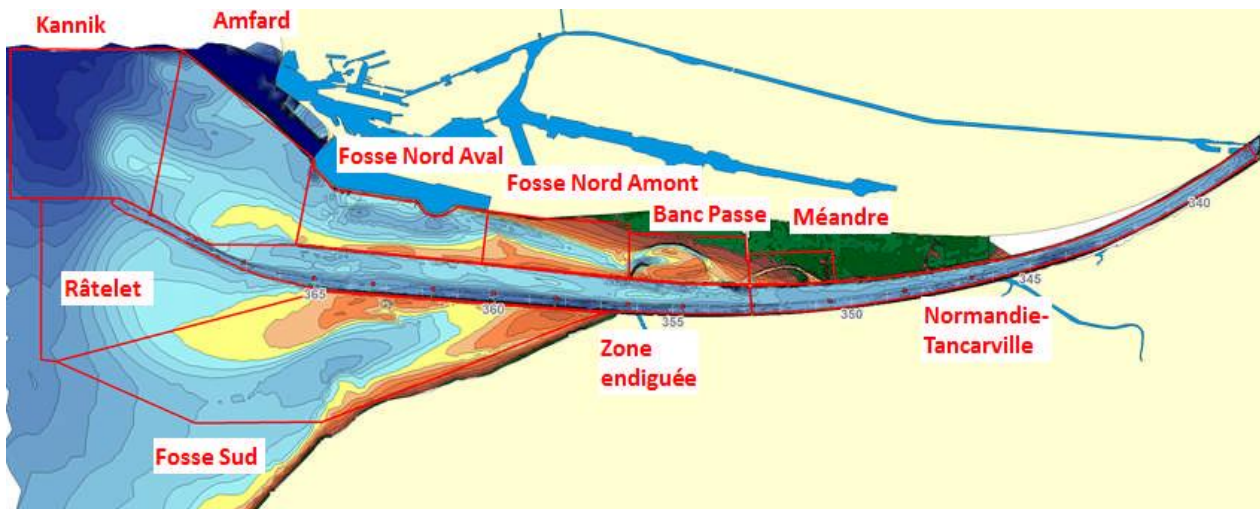 Kannik
Amfard
Fosse Nord Aval
Fosse Nord Amont
Banc Passe
Méandre
340
345
350
355
360
365
Râtelet
Zone
endiguée
Normandie-
Tancarville
Fosse Sud